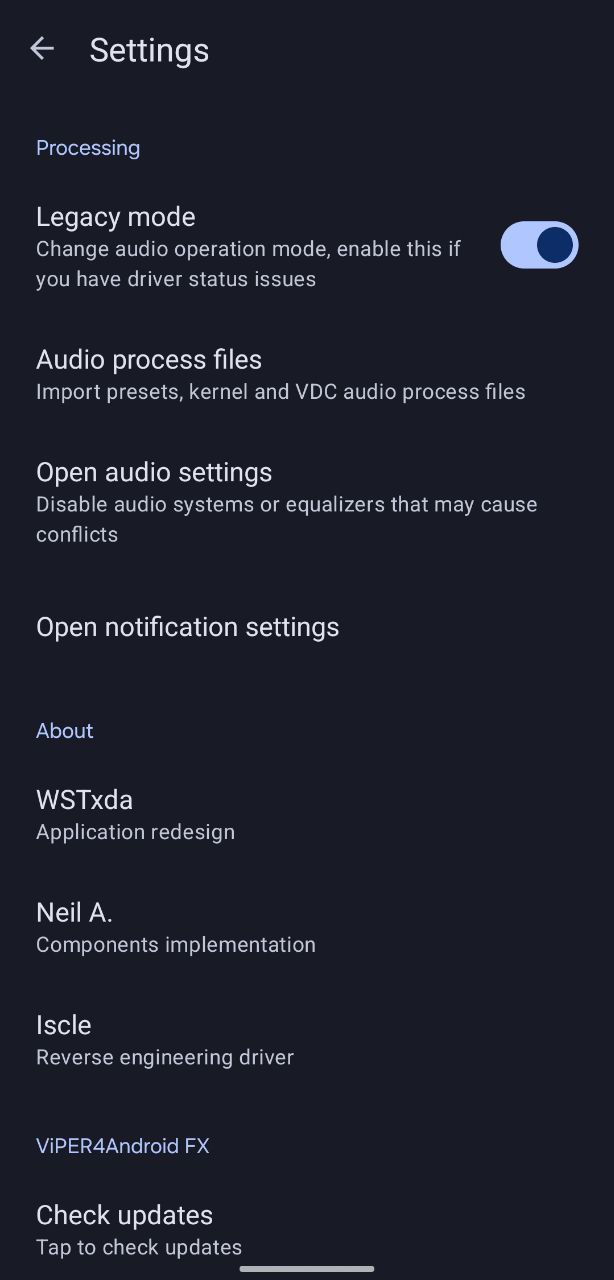 Settings
Processing
Legacy mode
Change audio operation mode, enable this if
you have driver status issues
Audio process files
Import presets, kernel and VDC audio process files
Open audio settings
Disable audio systems or equalizers that may cause
conflicts
Open notification settings
About
WSTxda
Application redesign
Neil A.
Components implementation
Iscle
Reverse engineering driver
ViPER4Android FX
Check updates
Tap to check updates